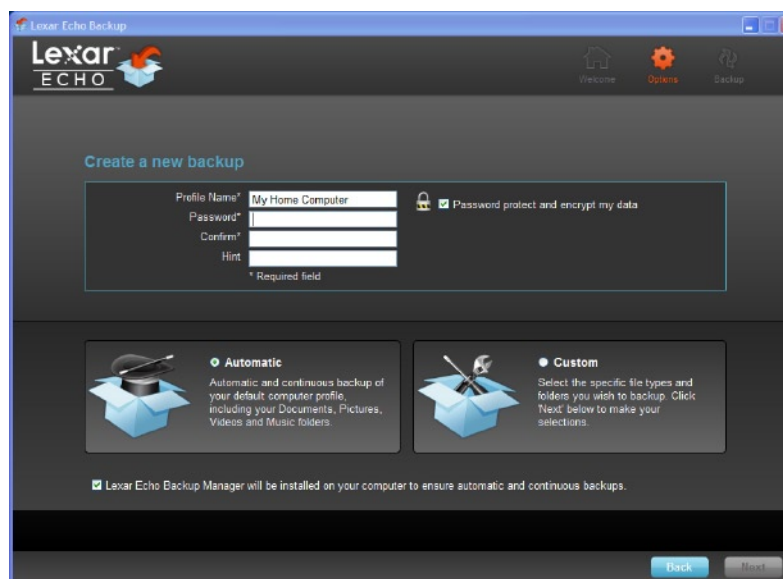 Lexar Echo Backup
Lexar
ECHO
Welcome
Options
Backup
Create a new backup
Profile Name*
My Home Computer
Password protect and encrypt my data
Password*
Confirm*
Hint
* Required field
Automatic
Automatic and continuous backup of
your default computer profile,
including your Documents, Pictures,
Videos and Music folders.
Custom
Select the specific file types and
folders you wish to backup. Click
'Next' below to make your
selections.
Lexar Echo Backup Manager will be installed on your computer to ensure automatic and continuous backups.
Back
Next